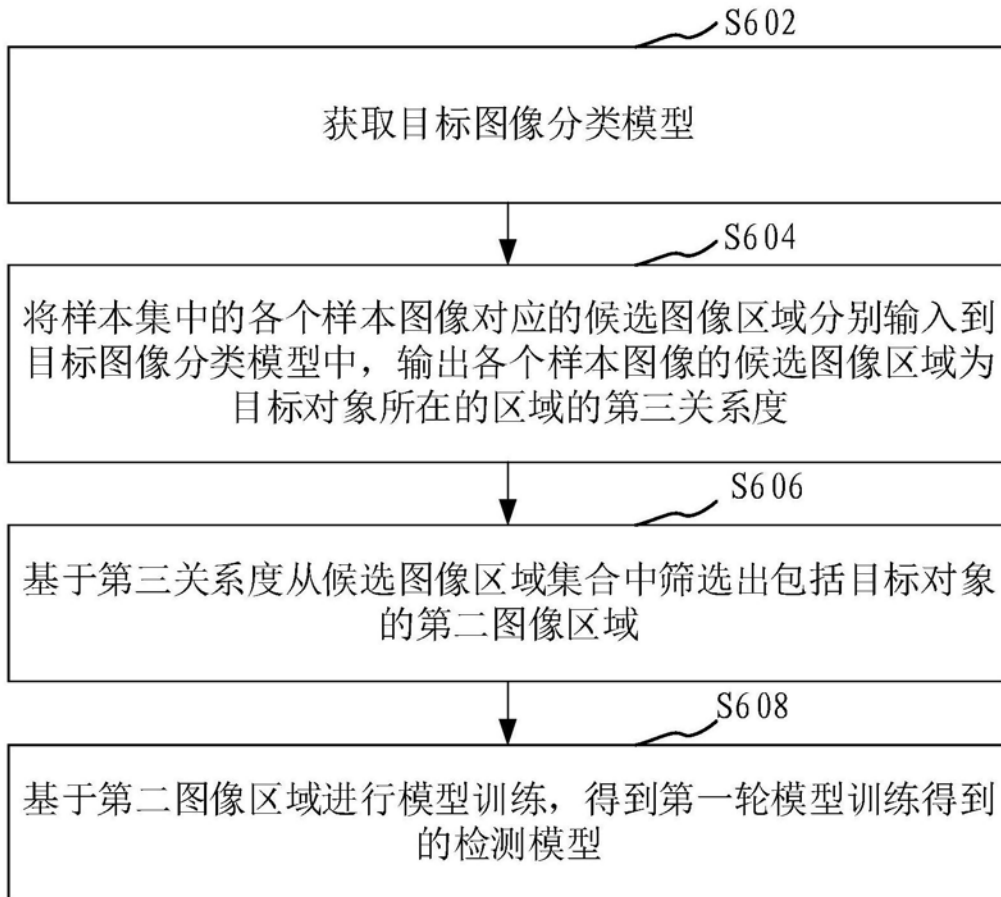 S602
获取目标图像分类模型
S604
将样本集中的各个样本图像对应的候选图像区域分别输入到
目标图像分类模型中，输出各个样本图像的候选图像区域为
目标对象所在的区域的第三关系度
S606
基于第三关系度从候选图像区域集合中筛选出包括目标对象
的第二图像区域
S608
基于第二图像区域进行模型训练，得到第一轮模型训练得到
的检测模型